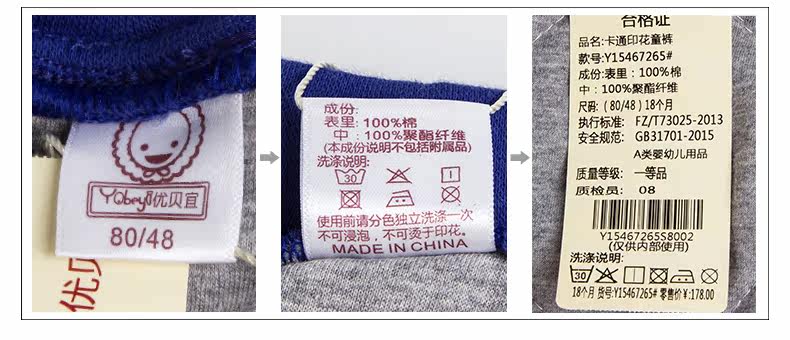 Yobeyi优贝宜
80/48
优贝
成份:
表里: 100%棉
中: 100%聚酯纤维
(本成份说明不包括附属品)
洗涤说明:
30
使用前请分色独立洗涤一次
不可浸泡，不可烫于印花。
MADE IN CHINA
合格证
品名:卡通印花童裤
款号:Y15467265#
成份:表里：100%棉
中：100%聚酯纤维
尺码: (80/48) 18个月
执行标准: FZ/T73025-2013
安全规范: GB31701-2015
A类婴幼儿用品
质量等级: 一等品
质检员: 08
Y15467265S8002
(仅供内部使用)
洗涤说明:
30
18个月 货号:Y15467265# 零售价¥:178.00